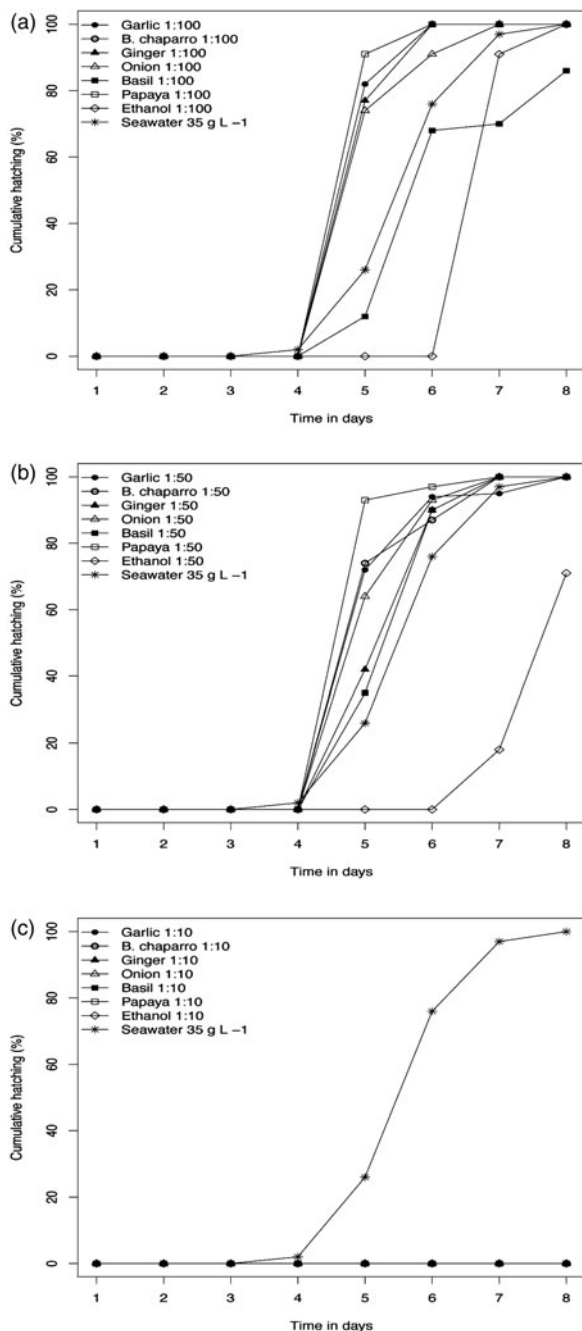 (a)
Garlic 1:100
B. chaparro 1:100
Ginger 1:100
Onion 1:100
Basil 1:100
Papaya 1:100
Ethanol 1:100
Seawater 35 g L −1
Cumulative hatching (%)
100
80
60
40
20
0
1 2 3 4 5 6 7 8
Time in days
(b)
Garlic 1:50
B. chaparro 1:50
Ginger 1:50
Onion 1:50
Basil 1:50
Papaya 1:50
Ethanol 1:50
Seawater 35 g L −1
Cumulative hatching (%)
100
80
60
40
20
0
1 2 3 4 5 6 7 8
Time in days
(c)
Garlic 1:10
B. chaparro 1:10
Ginger 1:10
Onion 1:10
Basil 1:10
Papaya 1:10
Ethanol 1:10
Seawater 35 g L −1
Cumulative hatching (%)
100
80
60
40
20
0
1 2 3 4 5 6 7 8
Time in days